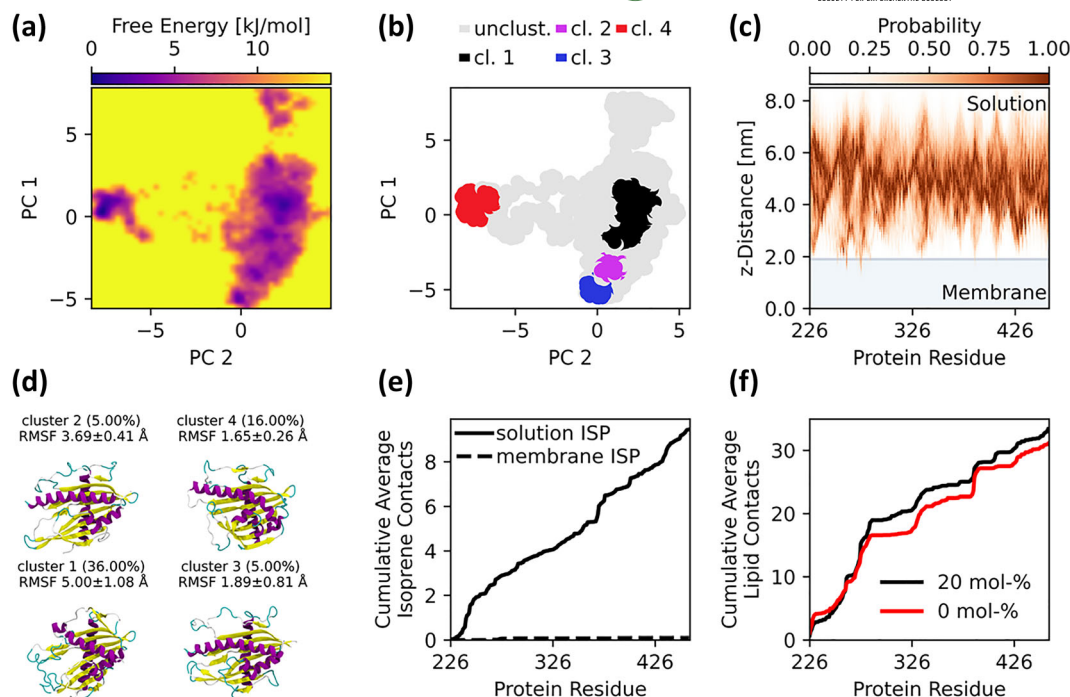 (a)
Free Energy [kJ/mol]
0 5 10
5
0
−5
PC 1
−5 0
PC 2
(b)
unclust. cl. 2 cl. 4
cl. 1 cl. 3
5
0
−5
PC 1
−5 0 5
PC 2
(c)
Probability
0.00 0.25 0.50 0.75 1.00
Solution
8.0
6.0
4.0
2.0
0.0
z-Distance [nm]
Membrane
226 326 426
Protein Residue
(d)
cluster 2 (5.00%) cluster 4 (16.00%)
RMSF 3.69±0.41 Å RMSF 1.65±0.26 Å
cluster 1 (36.00%) cluster 3 (5.00%)
RMSF 5.00±1.08 Å RMSF 1.89±0.81 Å
(e)
solution ISP
membrane ISP
8
6
4
2
0
Cumulative Average
Isoprene Contacts
226 326 426
Protein Residue
(f)
30
20
10
0
Cumulative Average
Lipid Contacts
20 mol-%
0 mol-%
226 326 426
Protein Residue